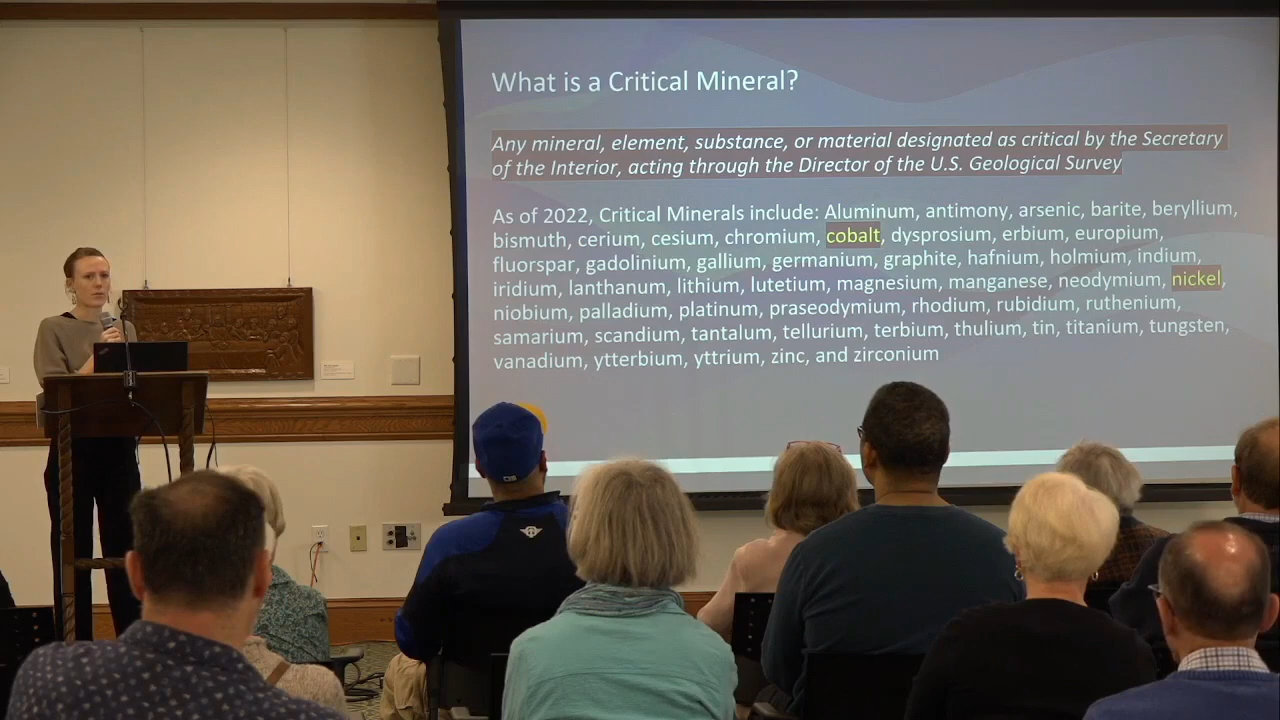 What is a Critical Mineral?
Any mineral, element, substance, or material designated as critical by the Secretary
of the Interior, acting through the Director of the U.S. Geological Survey
As of 2022, Critical Minerals include: Aluminum, antimony, arsenic, barite, beryllium,
bismuth, cerium, cesium, chromium, cobalt, dysprosium, erbium, europium,
fluorspar, gadolinium, gallium, germanium, graphite, hafnium, holmium, indium,
iridium, lanthanum, lithium, lutetium, magnesium, manganese, neodymium, nickel,
niobium, palladium, platinum, praseodymium, rhodium, rubidium, ruthenium,
samarium, scandium, tantalum, tellurium, terbium, thulium, tin, titanium, tungsten,
vanadium, ytterbium, yttrium, zinc, and zirconium